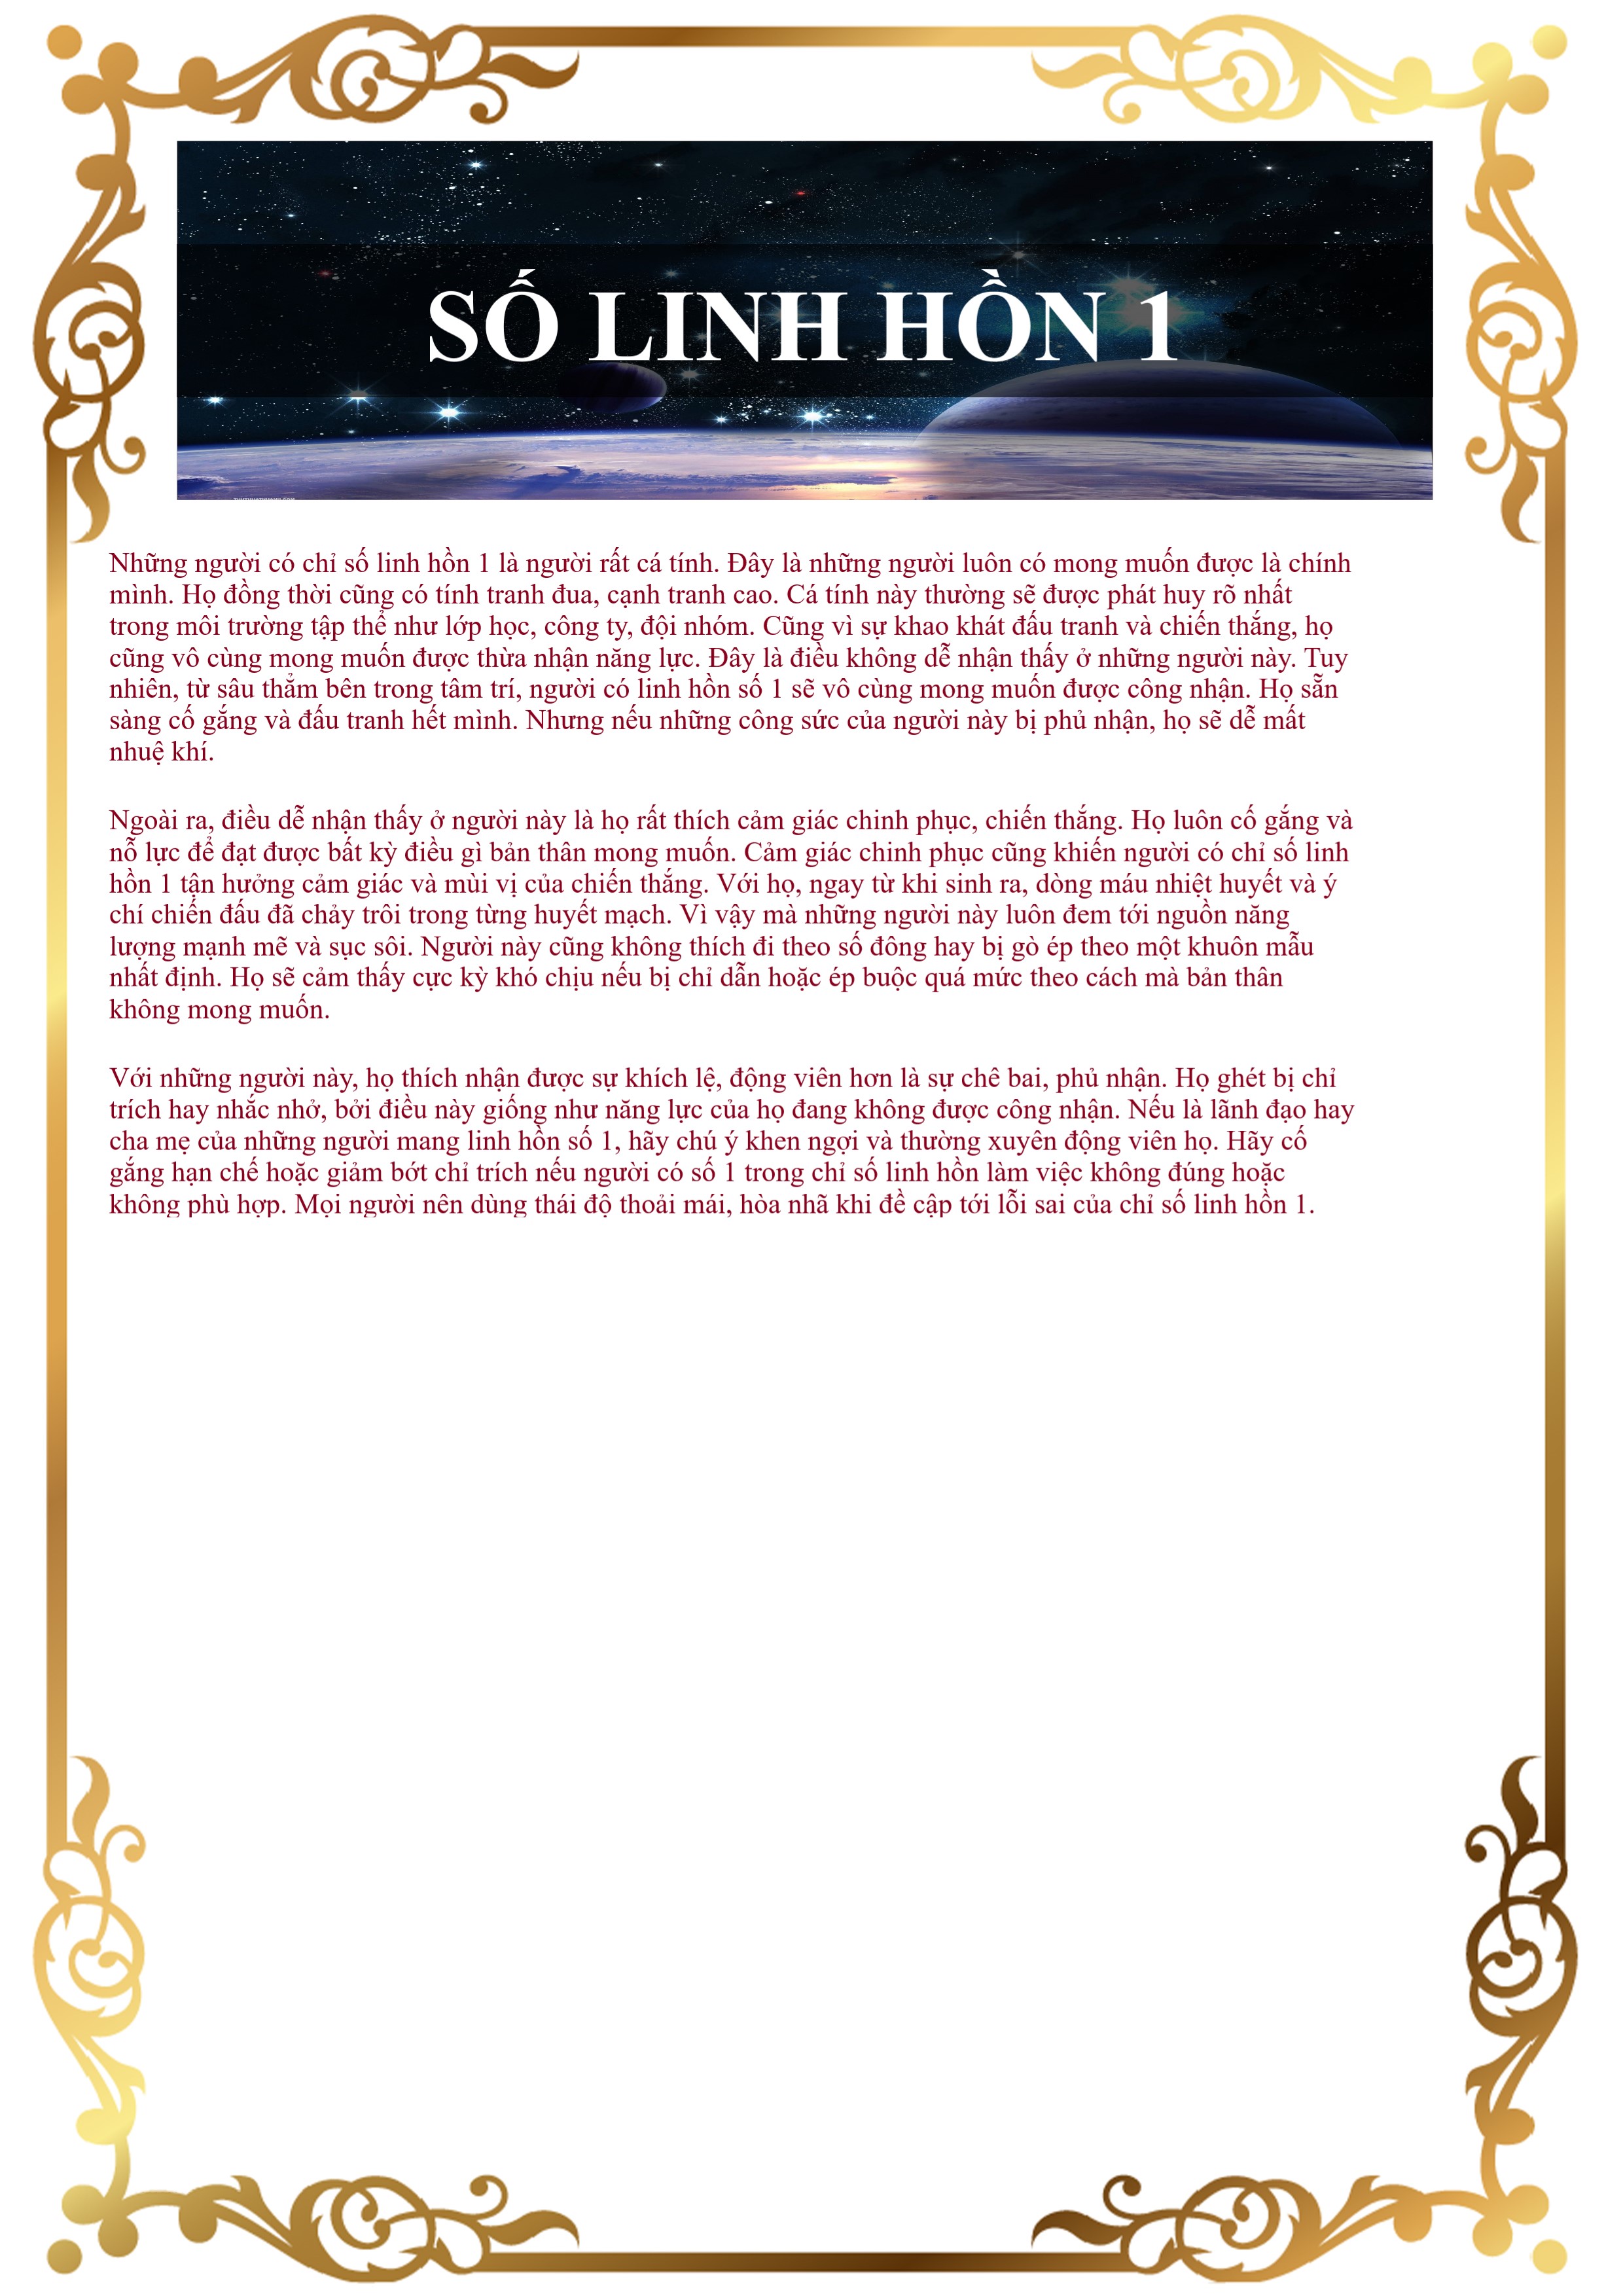 SỐ LINH HỒN 1
Những người có chỉ số linh hồn 1 là người rất cá tính. Đây là những người luôn có mong muốn được là chính
mình. Họ đồng thời cũng có tính tranh đua, cạnh tranh cao. Cá tính này thường sẽ được phát huy rõ nhất
trong môi trường tập thể như lớp học, công ty, đội nhóm. Cũng vì sự khao khát đấu tranh và chiến thắng, họ
cũng vô cùng mong muốn được thừa nhận năng lực. Đây là điều không dễ nhận thấy ở những người này. Tuy
nhiên, từ sâu thẳm bên trong tâm trí, người có linh hồn số 1 sẽ vô cùng mong muốn được công nhận. Họ sẵn
sàng cố gắng và đấu tranh hết mình. Nhưng nếu những công sức của người này bị phủ nhận, họ sẽ dễ mất
nhuệ khí.
Ngoài ra, điều dễ nhận thấy ở người này là họ rất thích cảm giác chinh phục, chiến thắng. Họ luôn cố gắng và
nỗ lực để đạt được bất kỳ điều gì bản thân mong muốn. Cảm giác chinh phục cũng khiến người có chỉ số linh
hồn 1 tận hưởng cảm giác và mùi vị của chiến thắng. Với họ, ngay từ khi sinh ra, dòng máu nhiệt huyết và ý
chí chiến đấu đã chảy trôi trong từng huyết mạch. Vì vậy mà những người này luôn đem tới nguồn năng
lượng mạnh mẽ và sục sôi. Người này cũng không thích đi theo số đông hay bị gò ép theo một khuôn mẫu
nhất định. Họ sẽ cảm thấy cực kỳ khó chịu nếu bị chỉ dẫn hoặc ép buộc quá mức theo cách mà bản thân
không mong muốn.
Với những người này, họ thích nhận được sự khích lệ, động viên hơn là sự chê bai, phủ nhận. Họ ghét bị chỉ
trích hay nhắc nhở, bởi điều này giống như năng lực của họ đang không được công nhận. Nếu là lãnh đạo hay
cha mẹ của những người mang linh hồn số 1, hãy chú ý khen ngợi và thường xuyên động viên họ. Hãy cố
gắng hạn chế hoặc giảm bớt chỉ trích nếu người có số 1 trong chỉ số linh hồn làm việc không đúng hoặc
không phù hợp. Mọi người nên dùng thái độ thoải mái, hòa nhã khi đề cập tới lỗi sai của chỉ số linh hồn 1.